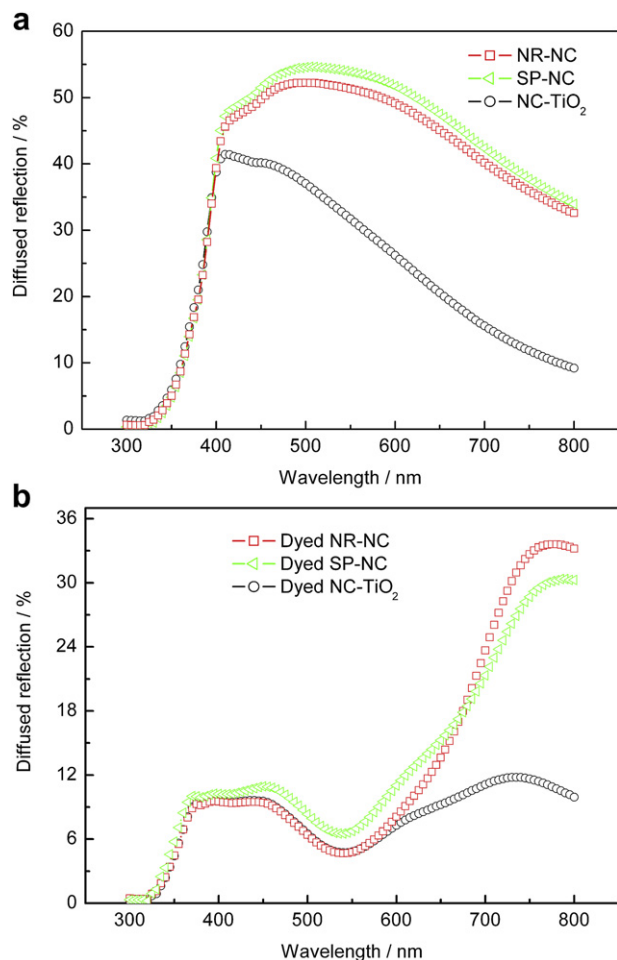 a
60
50
40
30
20
10
0
Diffused reflection / %
NR-NC
SP-NC
NC-TiO₂
300 400 500 600 700 800
Wavelength / nm
b
36
30
24
18
12
6
0
Diffused reflection / %
Dyed NR-NC
Dyed SP-NC
Dyed NC-TiO₂
300 400 500 600 700 800
Wavelength / nm